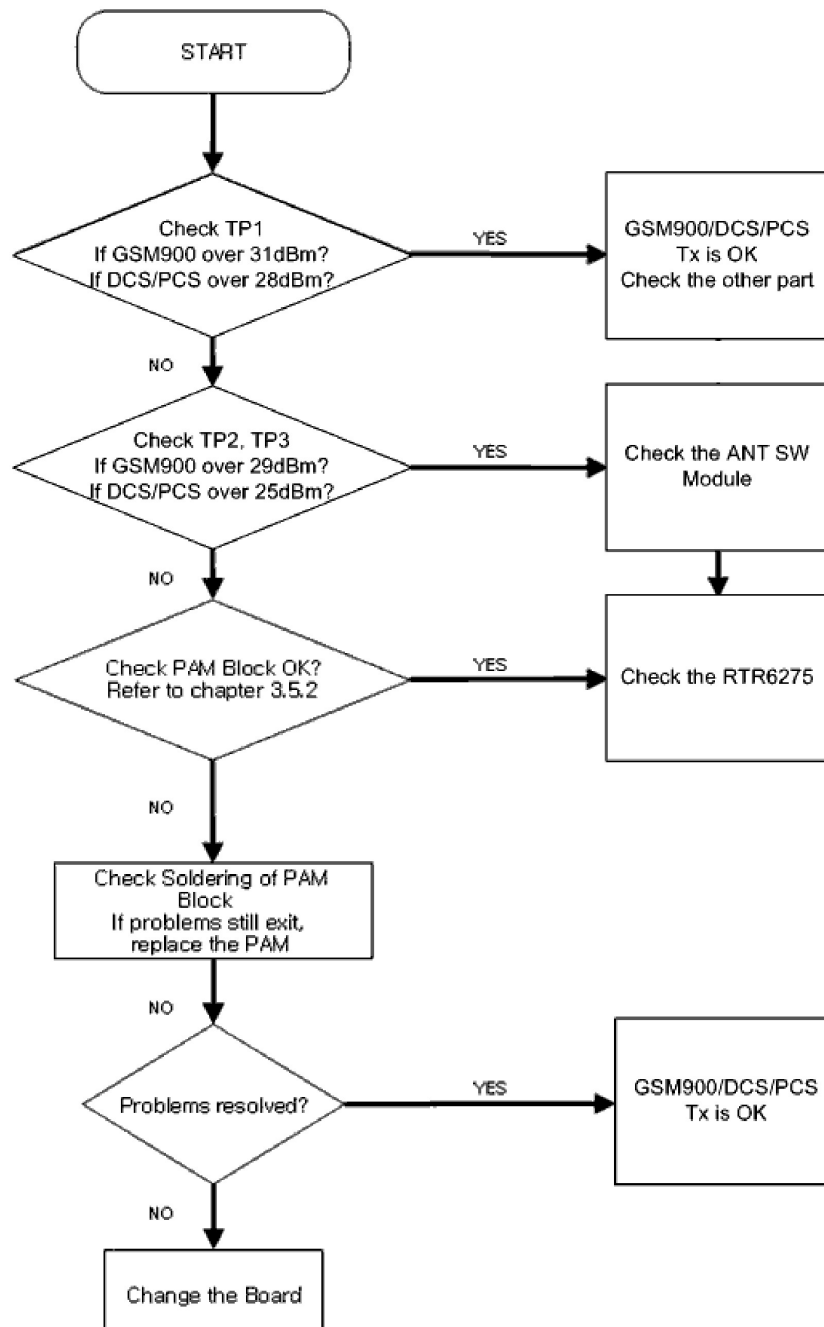 START
Check TP1
If GSM900 over 31dBm?
If DCS/PCS over 28dBm?
YES
GSM900/DCS/PCS
Tx is OK
Check the other part
NO
Check TP2, TP3
If GSM900 over 29dBm?
If DCS/PCS over 25dBm?
YES
Check the ANT SW
Module
NO
Check PAM Block OK?
Refer to chapter 3.5.2
YES
Check the RTR6275
NO
Check Soldering of PAM
Block
If problems still exit,
replace the PAM
NO
Problems resolved?
YES
GSM900/DCS/PCS
Tx is OK
NO
Change the Board